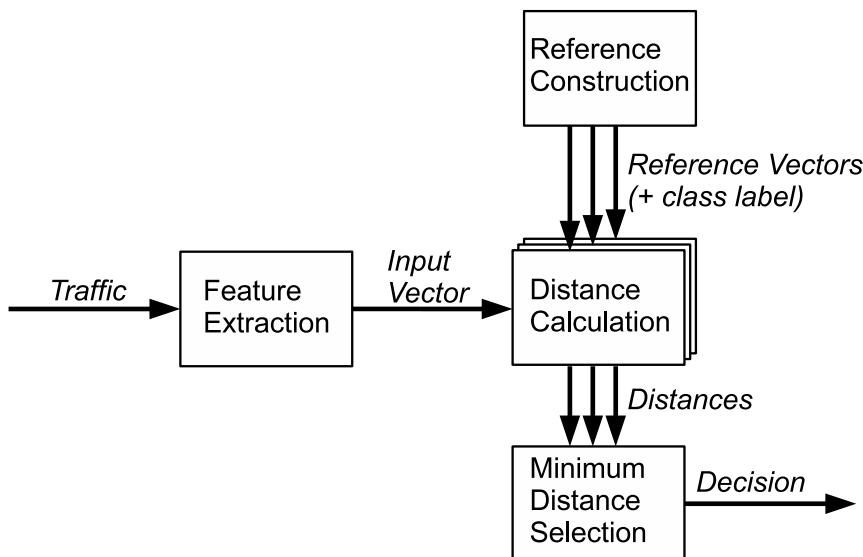 Reference
Construction
Reference Vectors
(+ class label)
Traffic
Feature
Extraction
Input
Vector
Distance
Calculation
Distances
Minimum
Distance
Selection
Decision